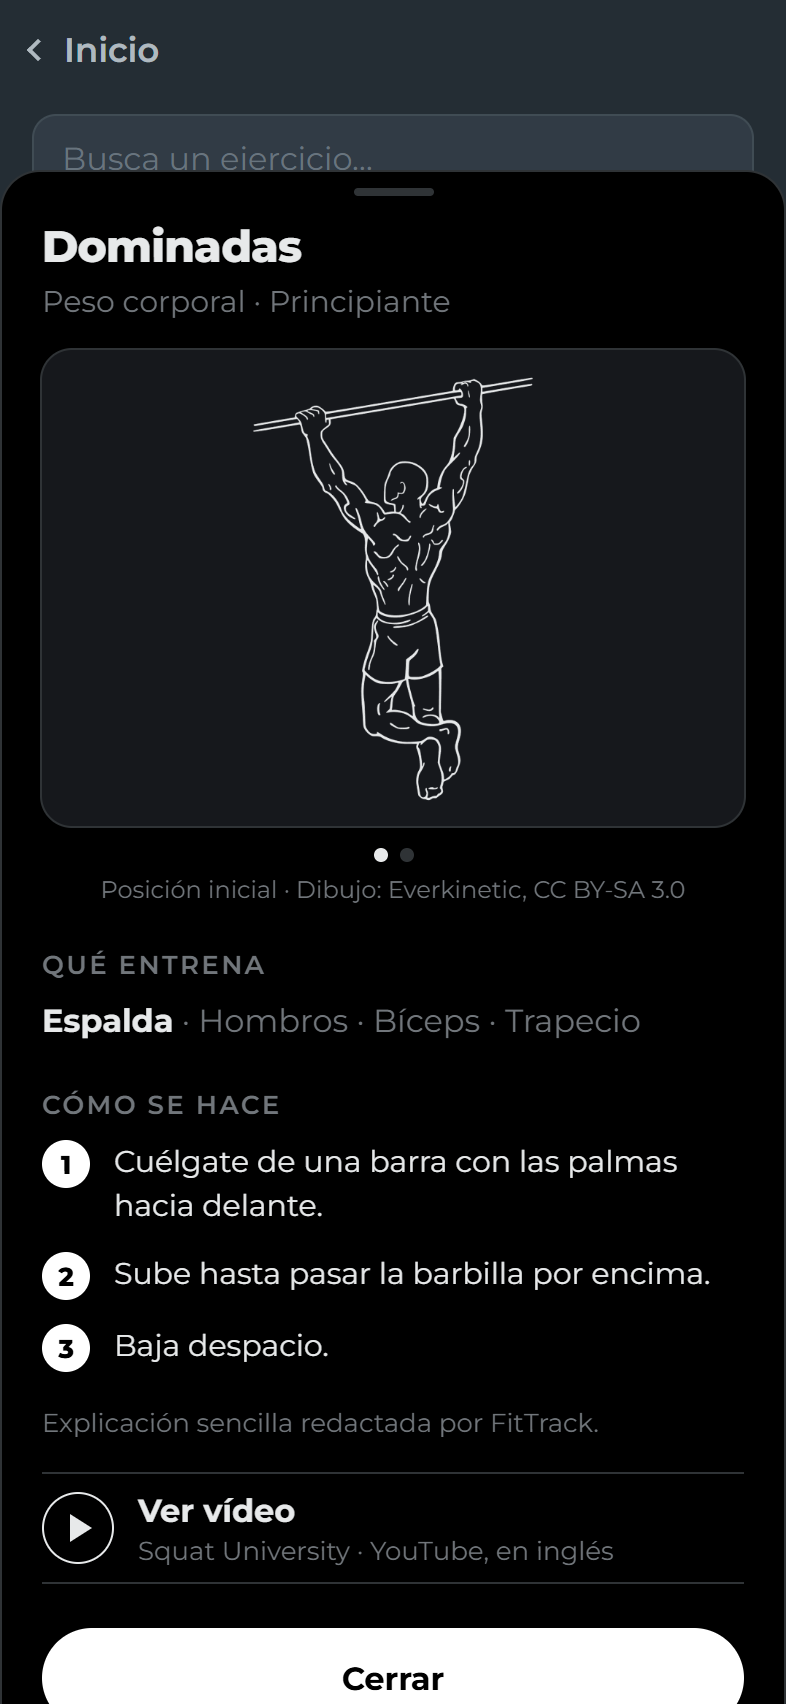 Inicio
Busca un ejercicio...
Dominadas
Peso corporal · Principiante
Posición inicial · Dibujo: Everkinetic, CC BY-SA 3.0
QUÉ ENTRENA
Espalda · Hombros · Bíceps · Trapecio
CÓMO SE HACE
1 Cuélgate de una barra con las palmas
hacia delante.
2 Sube hasta pasar la barbilla por encima.
3 Baja despacio.
Explicación sencilla redactada por FitTrack.
Ver vídeo
Squat University · YouTube, en inglés
Cerrar